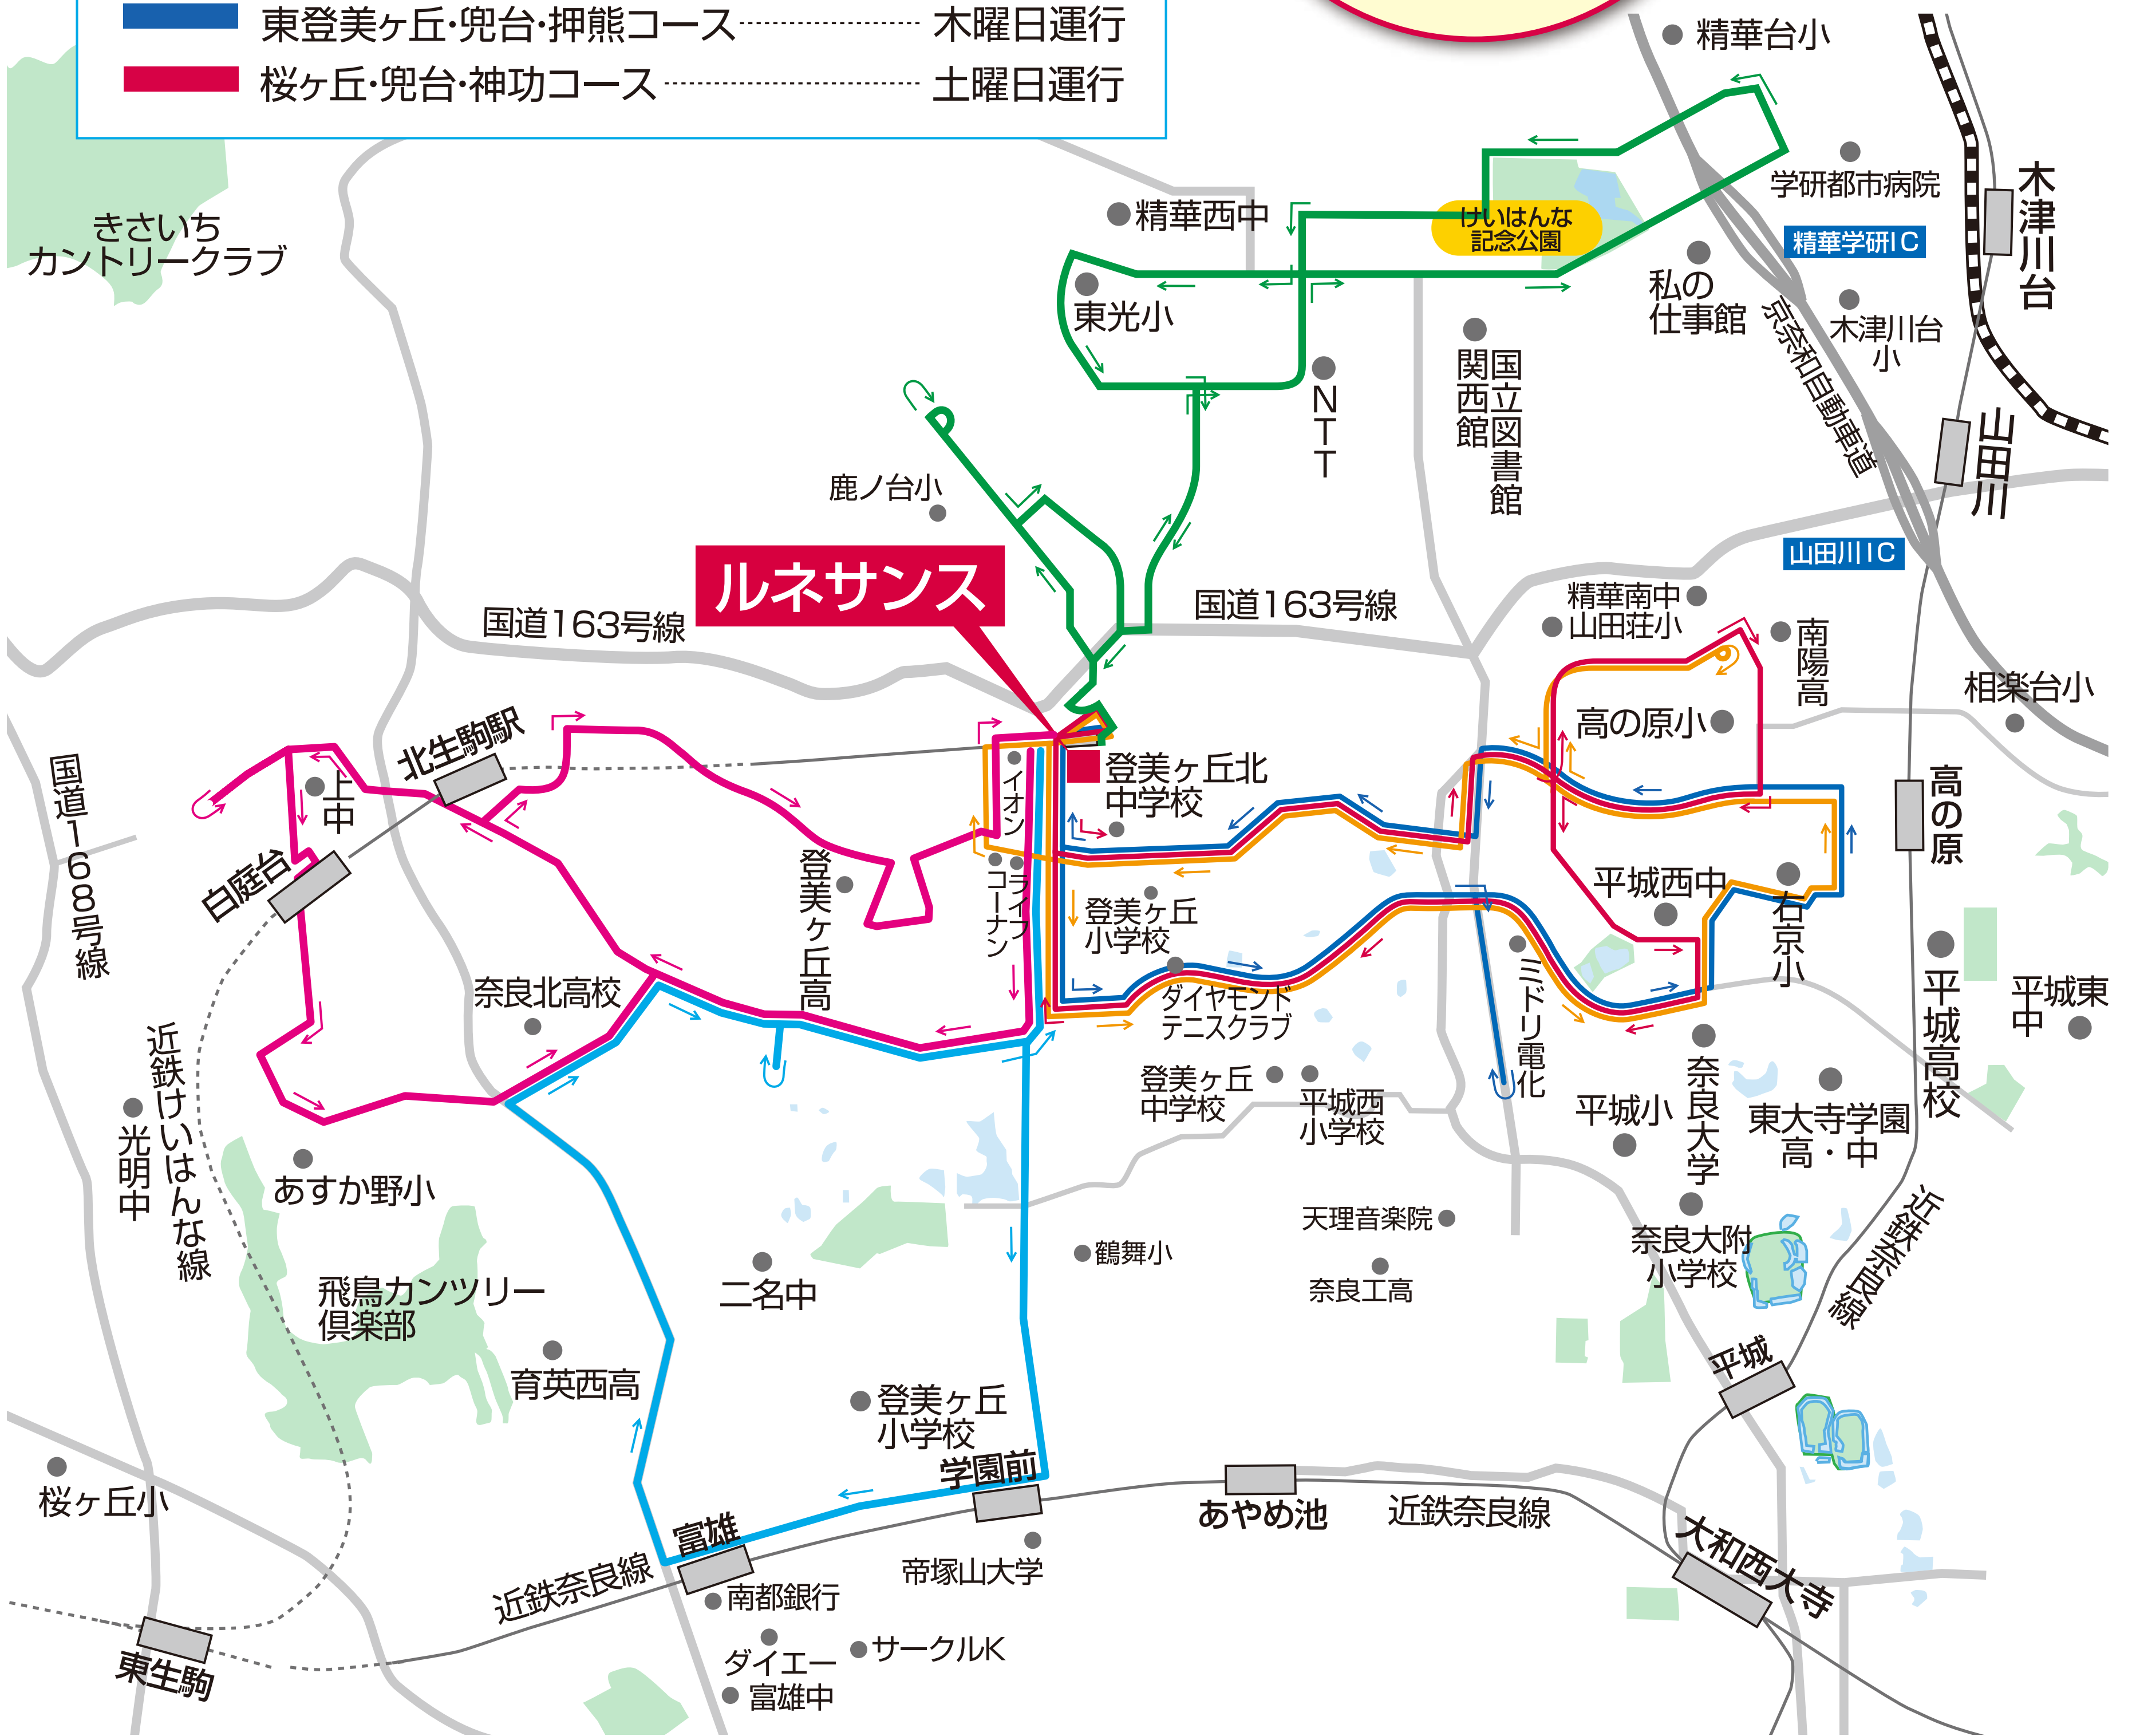 東登美ヶ丘・兜台・押熊コース 木曜日運行
桜ヶ丘・兜台・神功コース 土曜日運行
精華台小
学研都市病院
木津川台
精華学研IC
きさいち
カントリークラブ
精華西中
けいはんな
記念公園
私の
仕事館
木津川台
小
東光小
京奈和自動車道
国立図書館
関西館
NTT
山田川
鹿ノ台小
山田川IC
ルネサンス
国道163号線
国道163号線
精華南中
山田荘小
南陽高
相楽台小
高の原小
北生駒駅
国道168号線
上中
イオン
登美ヶ丘北
中学校
高の原
白庭台
登美ヶ丘高
ライフ
コーナン
登美ヶ丘
小学校
平城西中
右京小
奈良北高校
ダイヤモンド
テニスクラブ
ミドリ電化
平城高校
平城東
中
近鉄けいはんな線
光明中
登美ヶ丘
中学校
平城西
小学校
平城小
奈良大学
東大寺学園
高・中
あすか野小
天理音楽院
鶴舞小
奈良工高
奈良大附
小学校
近鉄奈良線
二名中
飛鳥カンツリー
倶楽部
育英西高
平城
登美ヶ丘
小学校
学園前
桜ヶ丘小
あやめ池
近鉄奈良線
富雄
大和西大寺
帝塚山大学
近鉄奈良線
南都銀行
ダイエー
サークルK
富雄中
東生駒